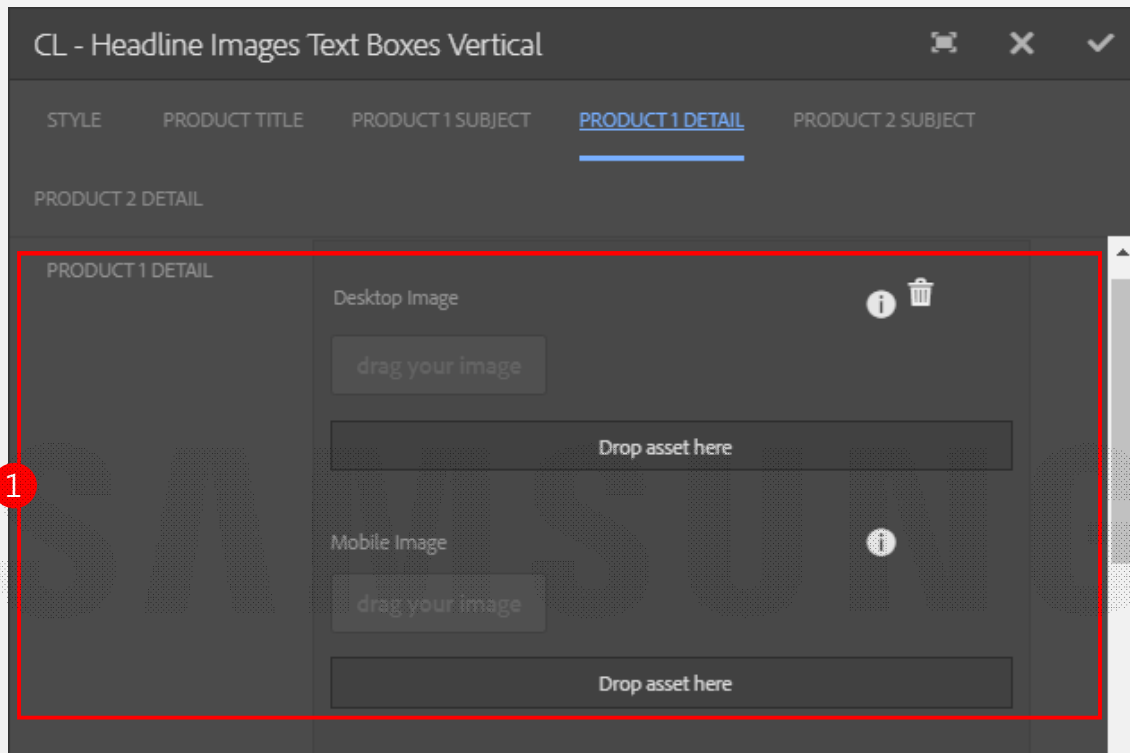 CL - Headline Images Text Boxes Vertical
STYLE PRODUCT TITLE PRODUCT 1 SUBJECT PRODUCT 1 DETAIL PRODUCT 2 SUBJECT
PRODUCT 2 DETAIL
PRODUCT 1 DETAIL
Desktop Image
drag your image
Drop asset here
1
Mobile Image
drag your image
Drop asset here
SAMSUNG